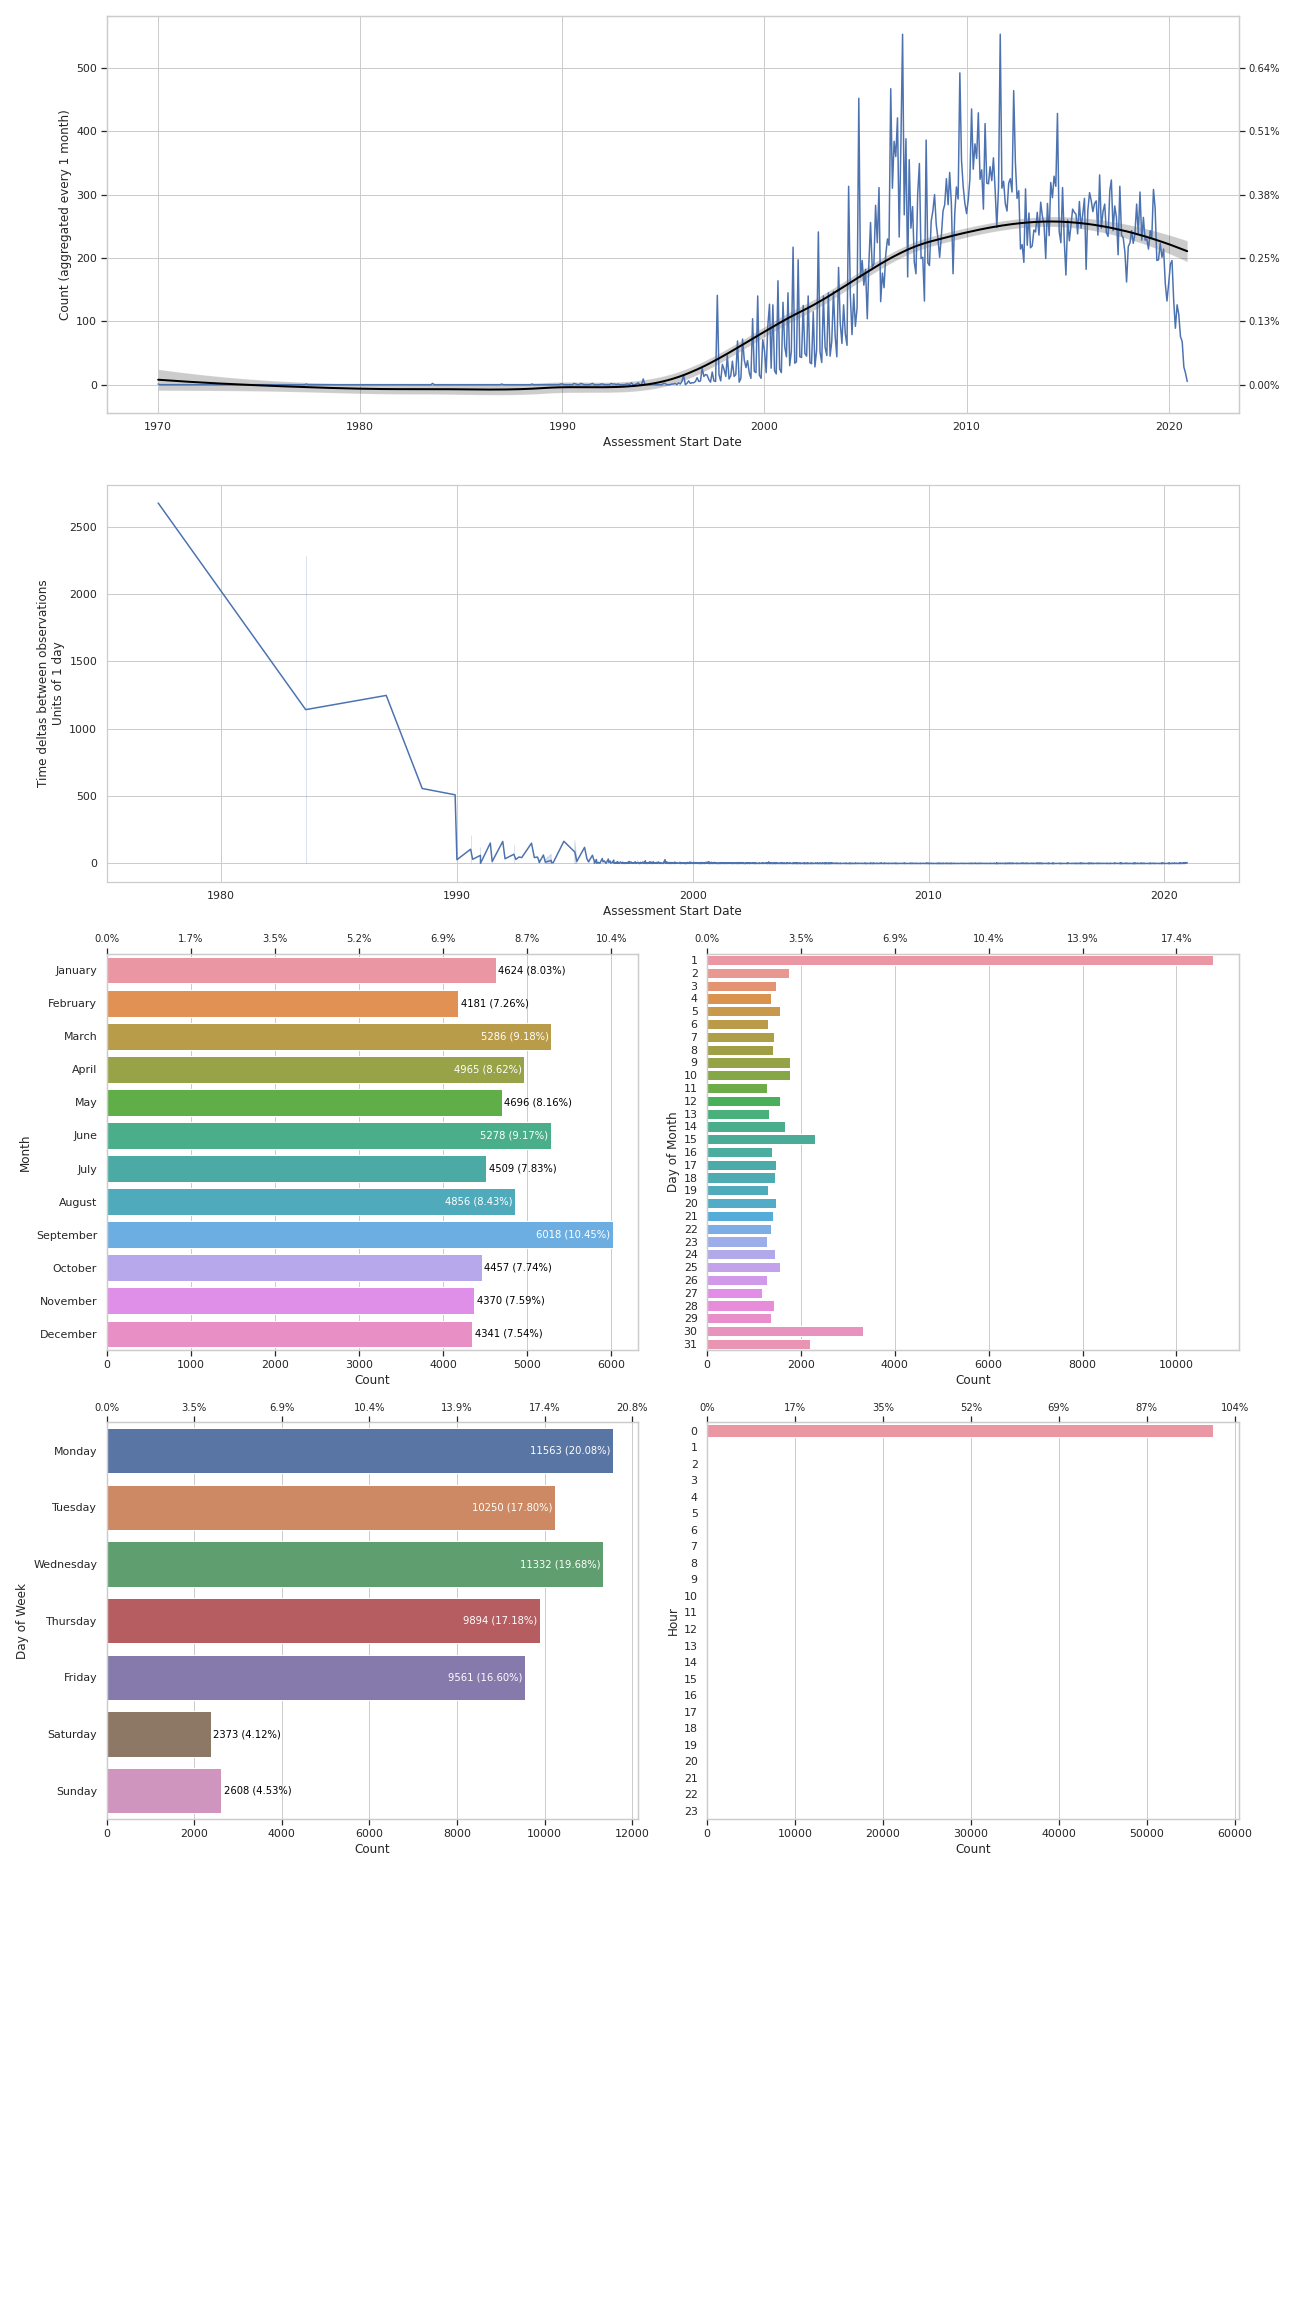 500
400
300
200
100
0
0.64%
0.51%
0.38%
0.25%
0.13%
0.00%
Count (aggregated every 1 month)
1970 1980 1990 2000 2010 2020
Assessment Start Date
2500
2000
1500
1000
500
0
Time deltas between observations
Units of 1 day
1980 1990 2000 2010 2020
Assessment Start Date
0.0% 1.7% 3.5% 5.2% 6.9% 8.7% 10.4%
Month
January 4624 (8.03%)
February 4181 (7.26%)
March 5286 (9.18%)
April 4965 (8.62%)
May 4696 (8.16%)
June 5278 (9.17%)
July 4509 (7.83%)
August 4856 (8.43%)
September 6018 (10.45%)
October 4457 (7.74%)
November 4370 (7.59%)
December 4341 (7.54%)
0 1000 2000 3000 4000 5000 6000
Count
0.0% 3.5% 6.9% 10.4% 13.9% 17.4%
Day of Month
1
2
3
4
5
6
7
8
9
10
11
12
13
14
15
16
17
18
19
20
21
22
23
24
25
26
27
28
29
30
31
0 2000 4000 6000 8000 10000
Count
0.0% 3.5% 6.9% 10.4% 13.9% 17.4% 20.8%
Day of Week
Monday 11563 (20.08%)
Tuesday 10250 (17.80%)
Wednesday 11332 (19.68%)
Thursday 9894 (17.18%)
Friday 9561 (16.60%)
Saturday 2373 (4.12%)
Sunday 2608 (4.53%)
0 2000 4000 6000 8000 10000 12000
Count
0% 17% 35% 52% 69% 87% 104%
Hour
0
1
2
3
4
5
6
7
8
9
10
11
12
13
14
15
16
17
18
19
20
21
22
23
0 10000 20000 30000 40000 50000 60000
Count